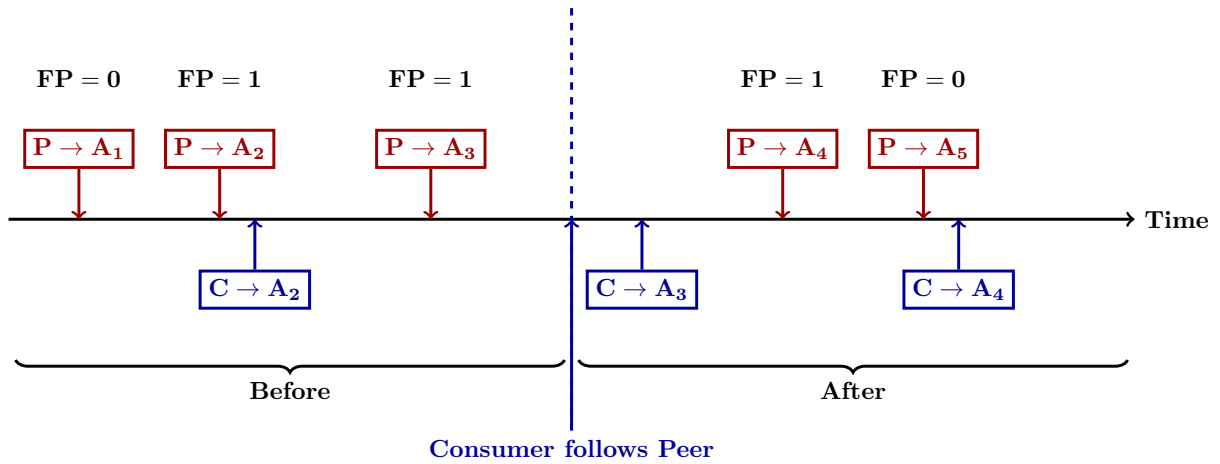 FP = 0 FP = 1 FP = 1 FP = 1 FP = 0
P → A₁ P → A₂ P → A₃ P → A₄ P → A₅
Time
C → A₂ C → A₃ C → A₄
Before After
Consumer follows Peer